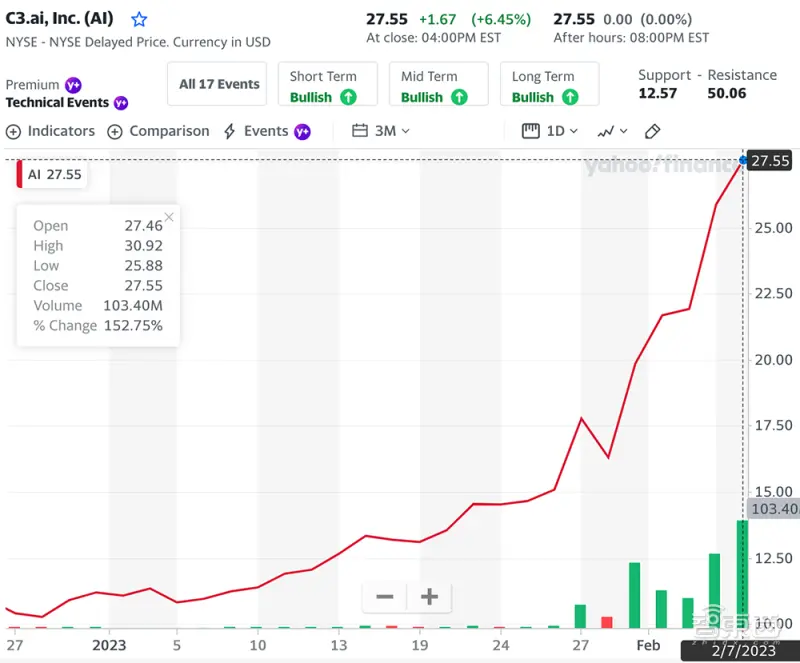 C3.ai, Inc. (AI)
NYSE - NYSE Delayed Price. Currency in USD
27.55 +1.67 (+6.45%)
At close: 04:00PM EST
27.55 0.00 (0.00%)
After hours: 08:00PM EST
Premium Y+
Technical Events Y+
All 17 Events
Short Term
Bullish
Mid Term
Bullish
Long Term
Bullish
Support - Resistance
12.57 50.06
Indicators Comparison Events Y+ 3M 1D
yahoo!finance
AI 27.55
27.55
Open 27.46
High 30.92
Low 25.88
Close 27.55
Volume 103.40M
% Change 152.75%
25.00
22.50
20.00
17.50
15.00
103.40
12.50
10.00
27 2023 5 10 13 19 24 27 Feb
2/7/2023
智东西